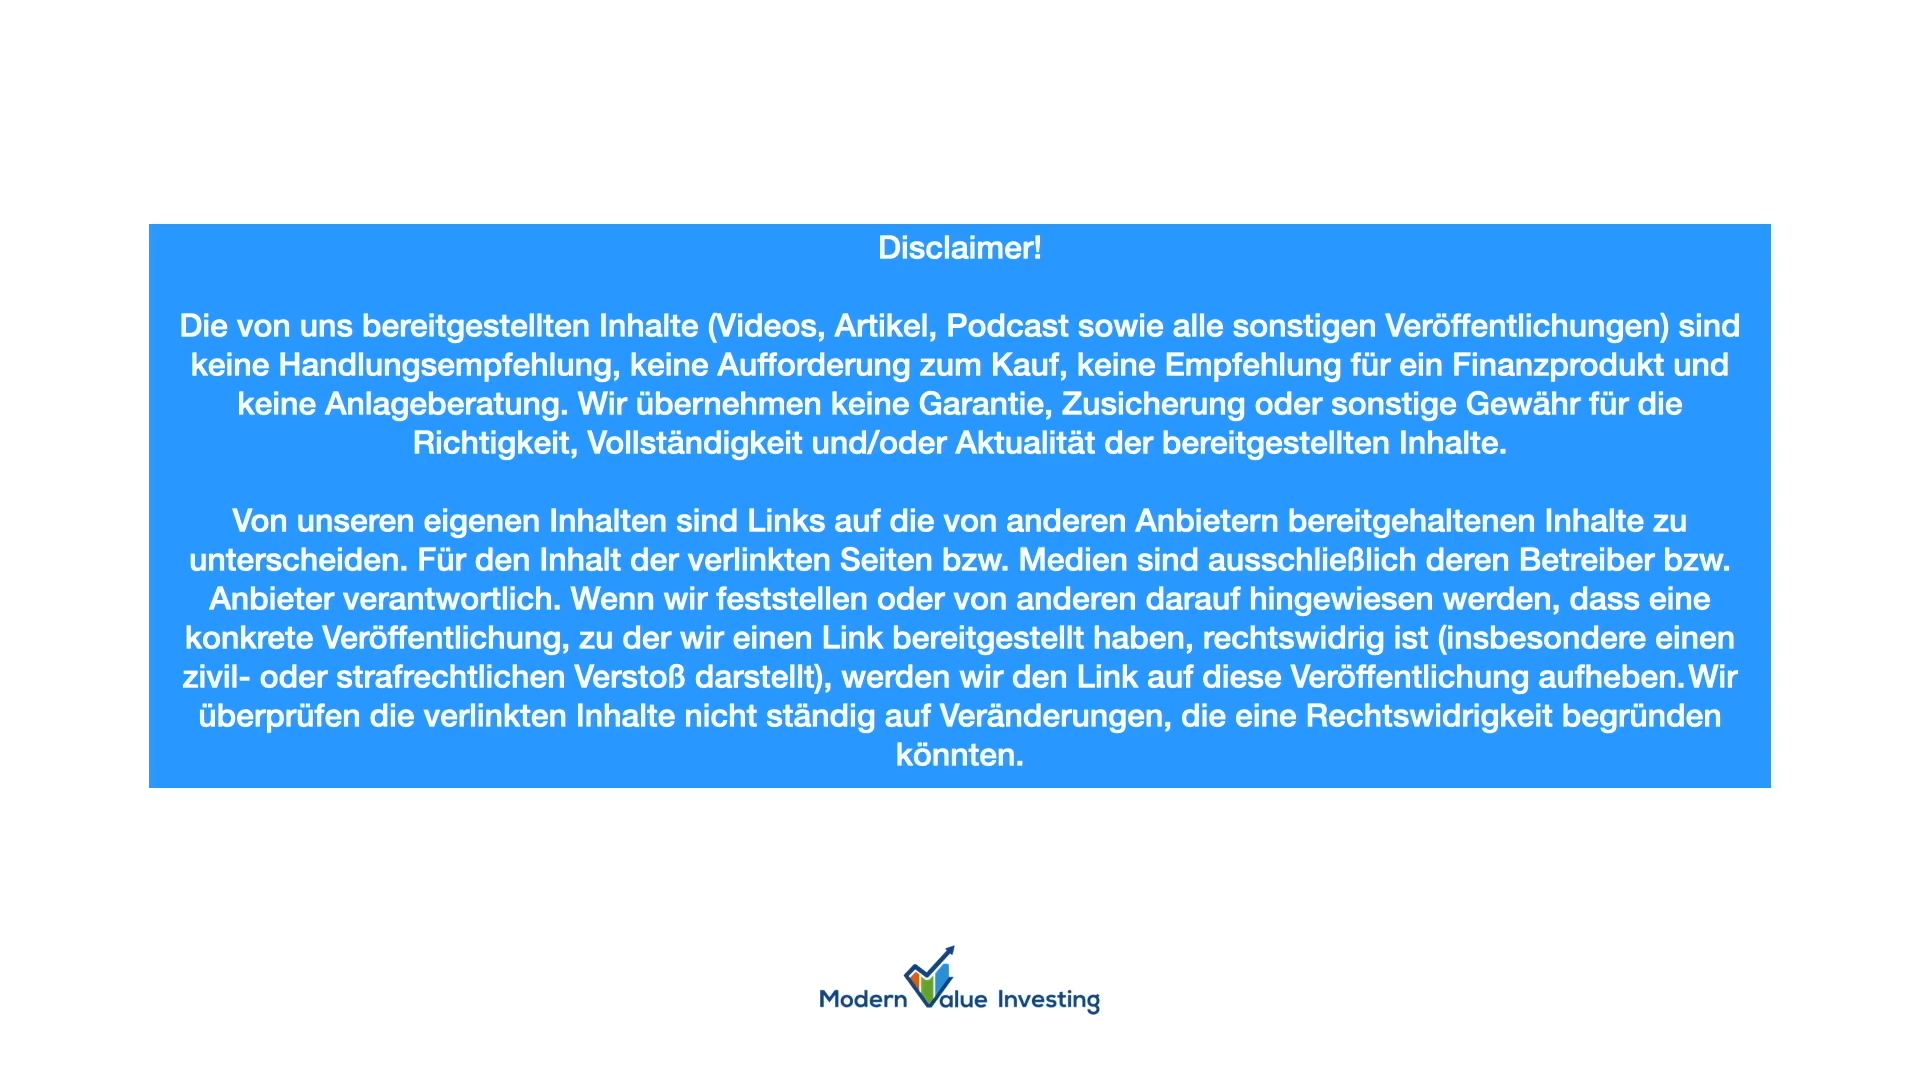 Disclaimer!
Die von uns bereitgestellten Inhalte (Videos, Artikel, Podcast sowie alle sonstigen Veröffentlichungen) sind
keine Handlungsempfehlung, keine Aufforderung zum Kauf, keine Empfehlung für ein Finanzprodukt und
keine Anlageberatung. Wir übernehmen keine Garantie, Zusicherung oder sonstige Gewähr für die
Richtigkeit, Vollständigkeit und/oder Aktualität der bereitgestellten Inhalte.
Von unseren eigenen Inhalten sind Links auf die von anderen Anbietern bereitgehaltenen Inhalte zu
unterscheiden. Für den Inhalt der verlinkten Seiten bzw. Medien sind ausschließlich deren Betreiber bzw.
Anbieter verantwortlich. Wenn wir feststellen oder von anderen darauf hingewiesen werden, dass eine
konkrete Veröffentlichung, zu der wir einen Link bereitgestellt haben, rechtswidrig ist (insbesondere einen
zivil- oder strafrechtlichen Verstoß darstellt), werden wir den Link auf diese Veröffentlichung aufheben. Wir
überprüfen die verlinkten Inhalte nicht ständig auf Veränderungen, die eine Rechtswidrigkeit begründen
könnten.
Modern Value Investing